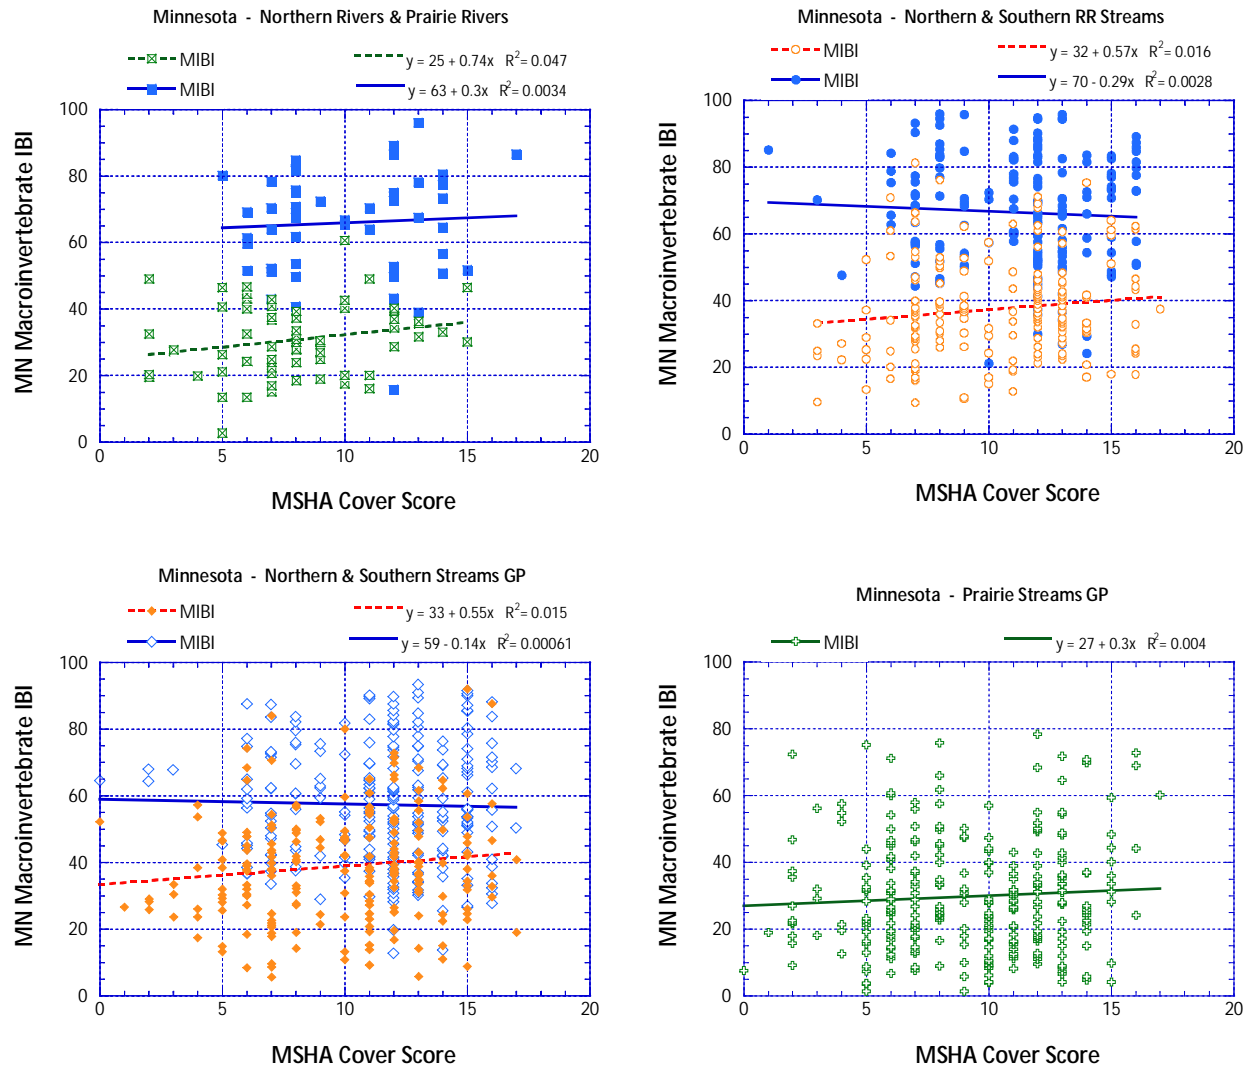 Minnesota - Northern Rivers & Prairie Rivers
MIBI
y = 25 + 0.74x R²= 0.047
MIBI
y = 63 + 0.3x R²= 0.0034
MN Macroinvertebrate IBI
100
80
60
40
20
0
0 5 10 15 20
MSHA Cover Score
Minnesota - Northern & Southern RR Streams
MIBI
y = 32 + 0.57x R²= 0.016
MIBI
y = 70 - 0.29x R²= 0.0028
MN Macroinvertebrate IBI
100
80
60
40
20
0
0 5 10 15 20
MSHA Cover Score
Minnesota - Northern & Southern Streams GP
MIBI
y = 33 + 0.55x R²= 0.015
MIBI
y = 59 - 0.14x R²= 0.00061
MN Macroinvertebrate IBI
100
80
60
40
20
0
0 5 10 15 20
MSHA Cover Score
Minnesota - Prairie Streams GP
MIBI
y = 27 + 0.3x R²= 0.004
MN Macroinvertebrate IBI
100
80
60
40
20
0
0 5 10 15 20
MSHA Cover Score